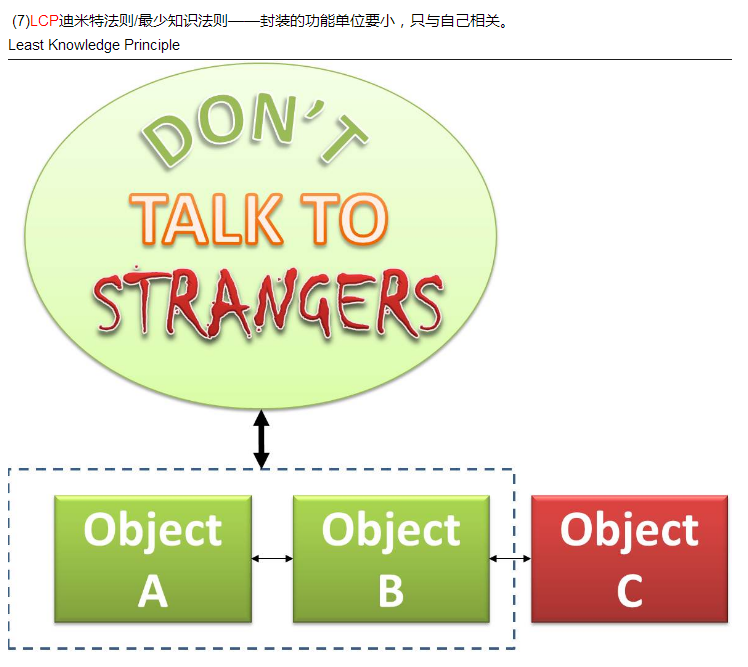 (7)LCP迪米特法则/最少知识法则——封装的功能单位要小，只与自己相关。
Least Knowledge Principle
DON'T
TALK TO
STRANGERS
Object
A
Object
B
Object
C